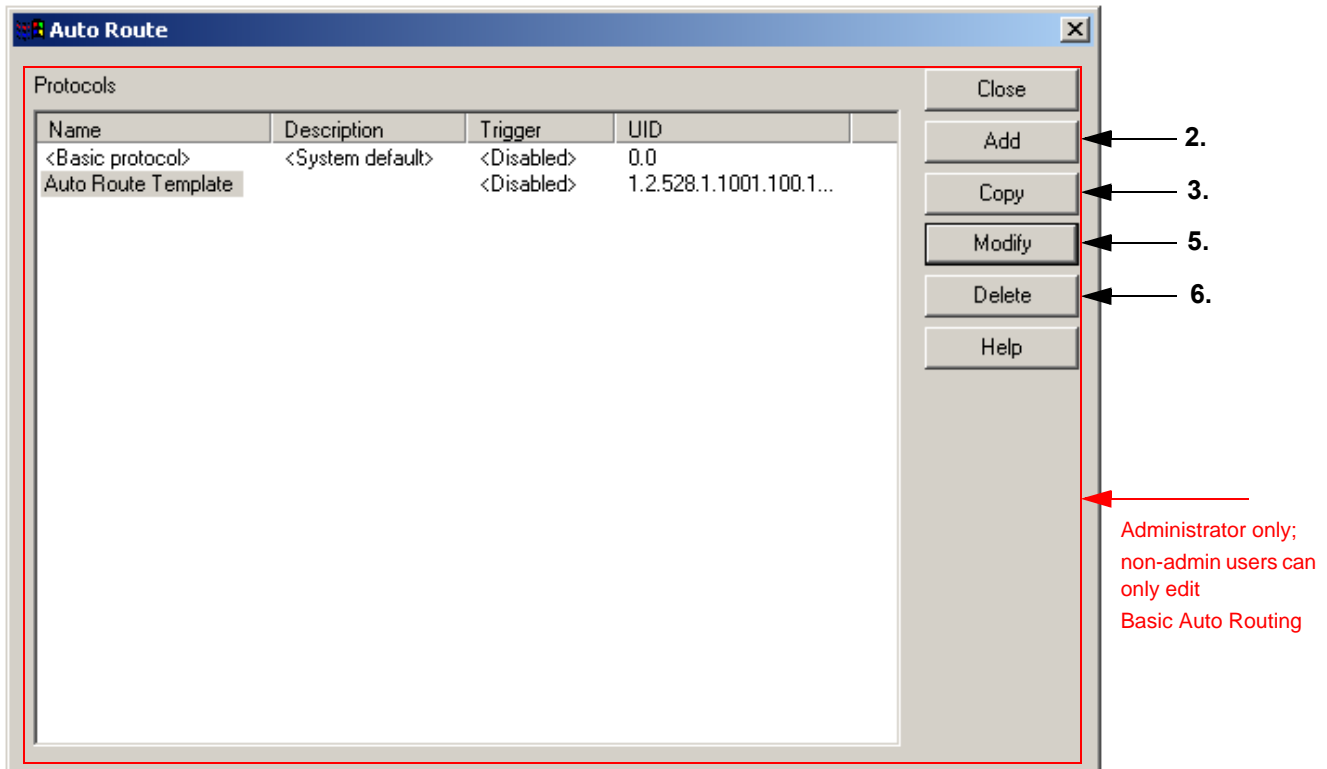 Auto Route
Protocols
Close
Name Description Trigger UID
Add 2.
<Basic protocol> <System default> <Disabled> 0.0
Auto Route Template <Disabled> 1.2.528.1.1001.100.1...
Copy 3.
Modify 5.
Delete 6.
Help
Administrator only;
non-admin users can
only edit
Basic Auto Routing